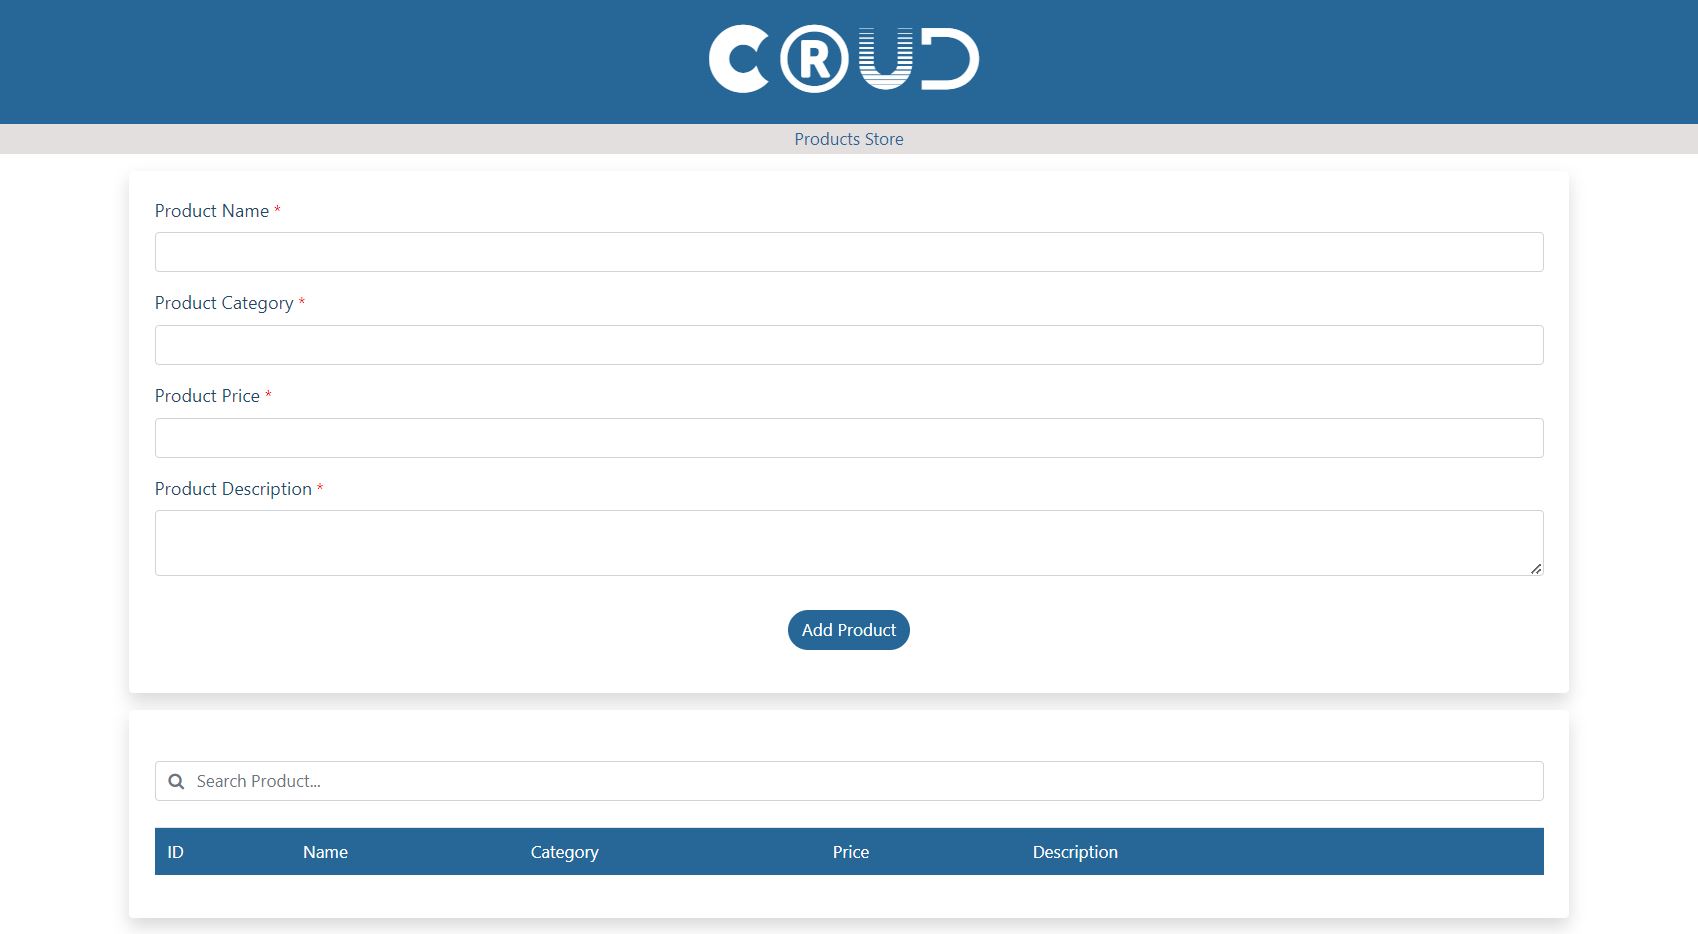 C®UD
Products Store
Product Name *
Product Category *
Product Price *
Product Description *
Add Product
Search Product...
ID Name Category Price Description